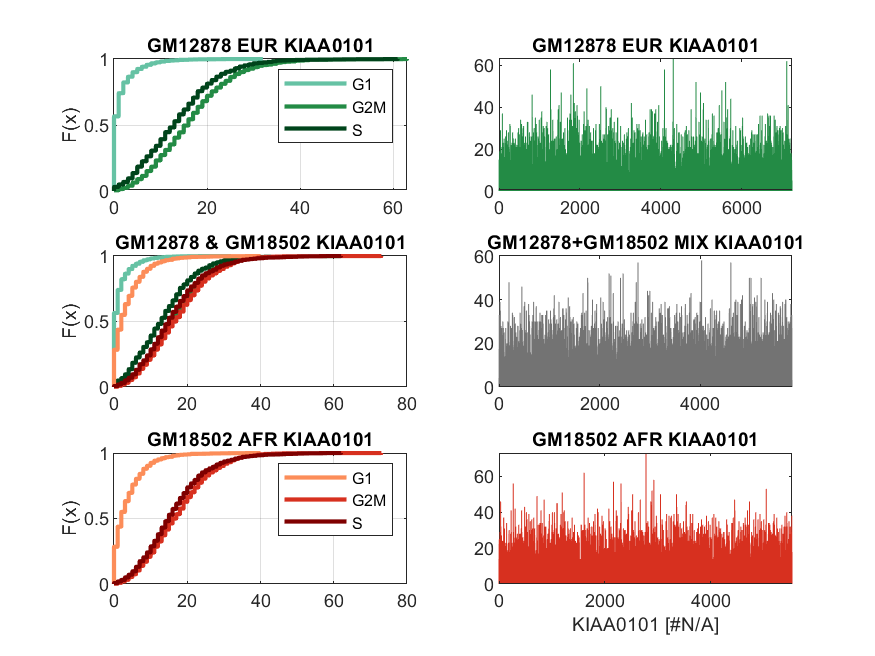 GM12878 EUR KIAA0101
1
0.5
0
F(x)
0 20 40 60
G1
G2M
S
GM12878 EUR KIAA0101
60
40
20
0
0 2000 4000 6000
GM12878 & GM18502 KIAA0101
1
0.5
0
F(x)
0 20 40 60 80
GM12878+GM18502 MIX KIAA0101
60
40
20
0
0 2000 4000
GM18502 AFR KIAA0101
1
0.5
0
F(x)
0 20 40 60 80
G1
G2M
S
GM18502 AFR KIAA0101
60
40
20
0
0 2000 4000
KIAA0101 [#N/A]